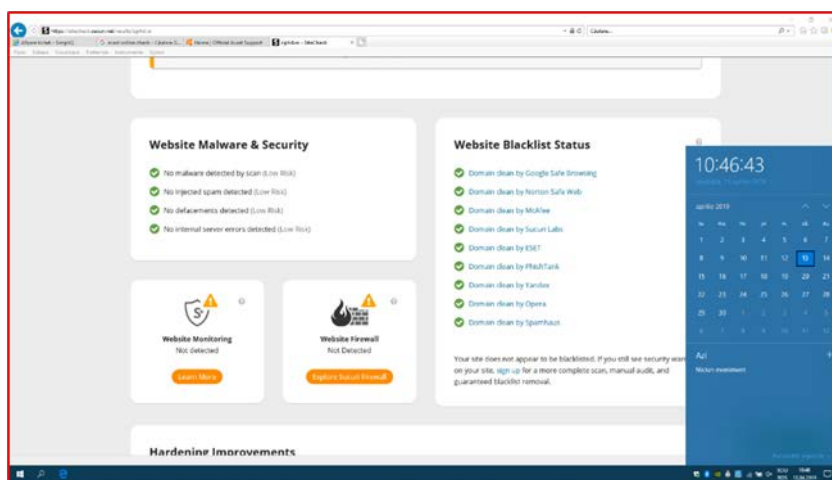 Website Malware & Security
No malware detected by scan (Low Risk)
No injected spam detected (Low Risk)
No defacements detected (Low Risk)
No internal server errors detected (Low Risk)
Website Monitoring
Not detected
Learn More
Website Firewall
Not Detected
Explore Sucuri Firewall
Website Blacklist Status
Domain clean by Google Safe Browsing
Domain clean by Norton Safe Web
Domain clean by McAfee
Domain clean by Sucuri Labs
Domain clean by ESET
Domain clean by PhishTank
Domain clean by Yandex
Domain clean by Opera
Domain clean by Spamhaus
Your site does not appear to be blacklisted. If you still see security
on your site, sign up for a more complete scan, manual audit, and
guaranteed blacklist removal.
Hardening Improvements
10:46:43
aprilie 2019
1 2 3 4 5 6 7
8 9 10 11 12 13 14
15 16 17 18 19 20 21
22 23 24 25 26 27 28
29 30
Azi
Niciun eveniment